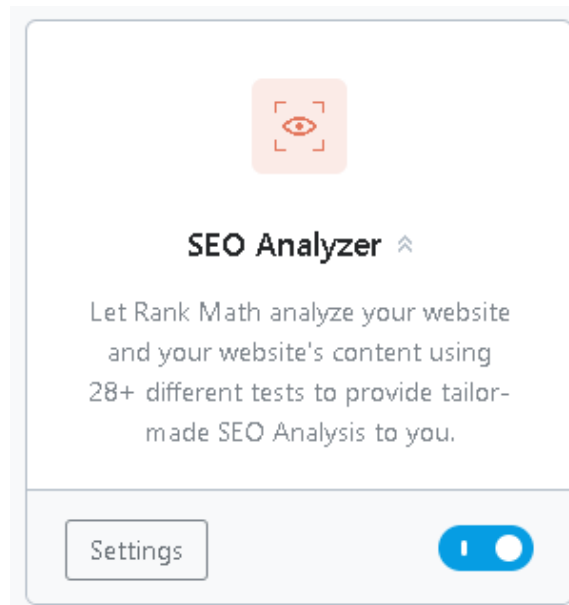 SEO Analyzer
Let Rank Math analyze your website
and your website's content using
28+ different tests to provide tailor-
made SEO Analysis to you.
Settings